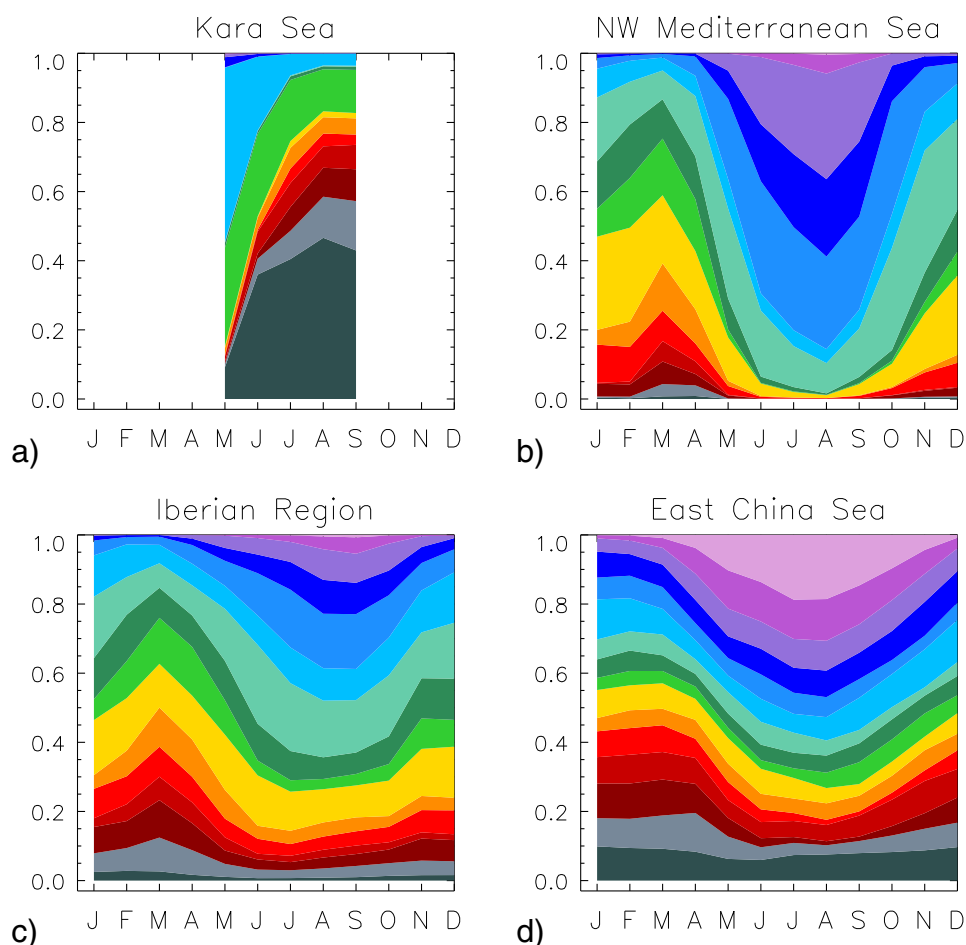 Kara Sea
1.0
0.8
0.6
0.4
0.2
0.0
J F M A M J J A S O N D
a)
NW Mediterranean Sea
1.0
0.8
0.6
0.4
0.2
0.0
J F M A M J J A S O N D
b)
Iberian Region
1.0
0.8
0.6
0.4
0.2
0.0
J F M A M J J A S O N D
c)
East China Sea
1.0
0.8
0.6
0.4
0.2
0.0
J F M A M J J A S O N D
d)